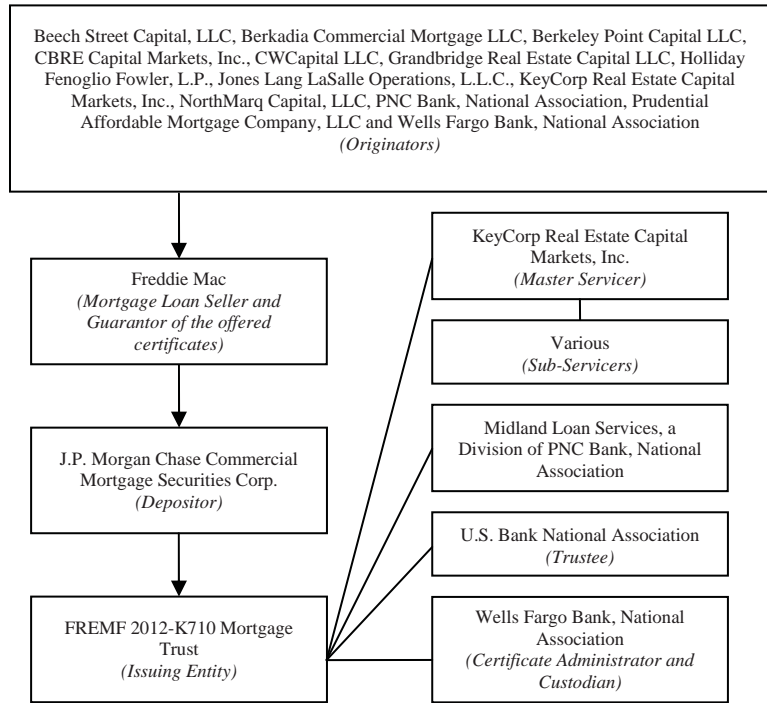 Beech Street Capital, LLC, Berkadia Commercial Mortgage LLC, Berkeley Point Capital LLC,
CBRE Capital Markets, Inc., CWCapital LLC, Grandbridge Real Estate Capital LLC, Holliday
Fenoglio Fowler, L.P., Jones Lang LaSalle Operations, L.L.C., KeyCorp Real Estate Capital
Markets, Inc., NorthMarq Capital, LLC, PNC Bank, National Association, Prudential
Affordable Mortgage Company, LLC and Wells Fargo Bank, National Association
(Originators)
Freddie Mac
(Mortgage Loan Seller and
Guarantor of the offered
certificates)
J.P. Morgan Chase Commercial
Mortgage Securities Corp.
(Depositor)
FREMF 2012-K710 Mortgage
Trust
(Issuing Entity)
KeyCorp Real Estate Capital
Markets, Inc.
(Master Servicer)
Various
(Sub-Servicers)
Midland Loan Services, a
Division of PNC Bank, National
Association
U.S. Bank National Association
(Trustee)
Wells Fargo Bank, National
Association
(Certificate Administrator and
Custodian)